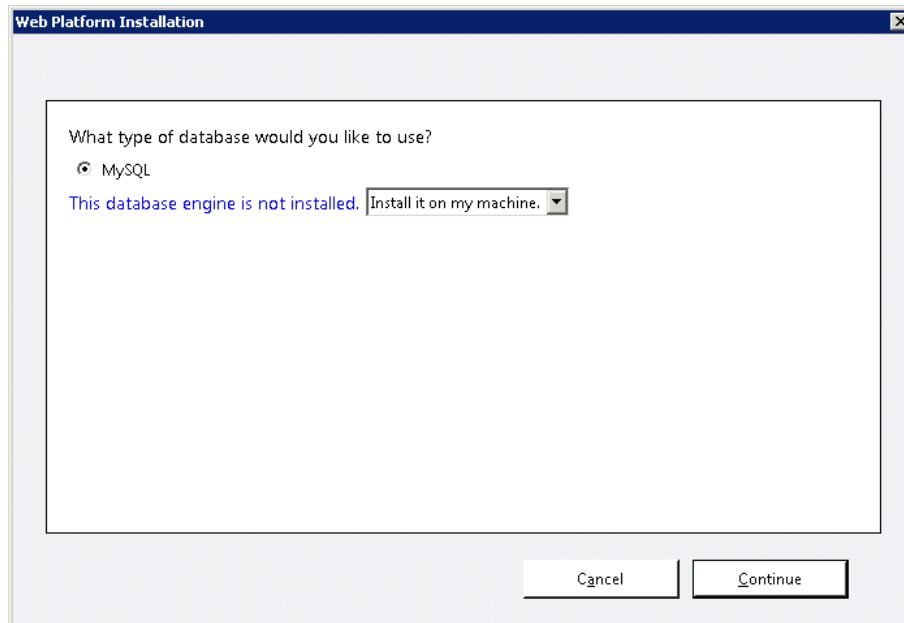 Web Platform Installation
What type of database would you like to use?
MySQL
This database engine is not installed. Install it on my machine.
Cancel Continue